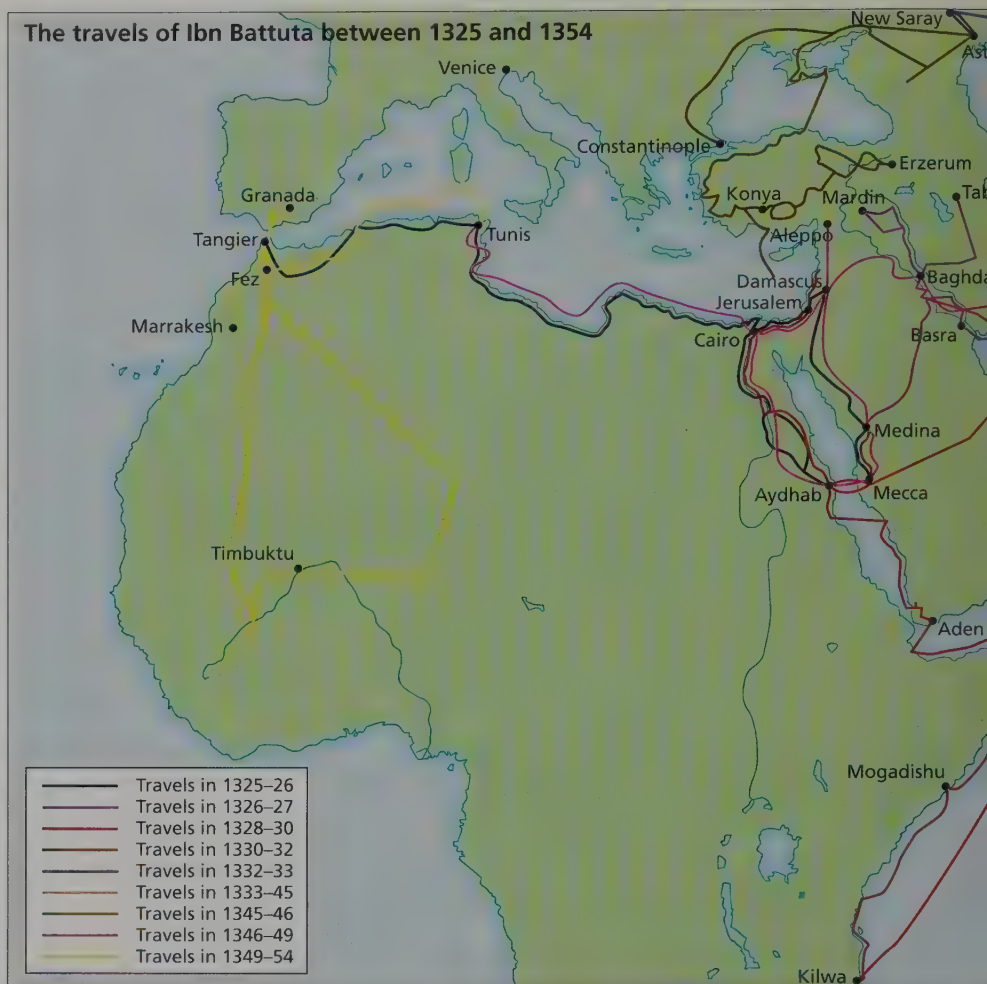 The travels of Ibn Battuta between 1325 and 1354
New Saray
Ast
Venice
Constantinople
Erzerum
Granada
Konya
Mardin
Tab
Tangier
Tunis
Aleppo
Fez
Damascus
Baghda
Jerusalem
Marrakesh
Cairo
Basra
Medina
Aydhab
Mecca
Timbuktu
Aden
Mogadishu
Kilwa
Travels in 1325–26
Travels in 1326–27
Travels in 1328–30
Travels in 1330–32
Travels in 1332–33
Travels in 1333–45
Travels in 1345–46
Travels in 1346–49
Travels in 1349–54